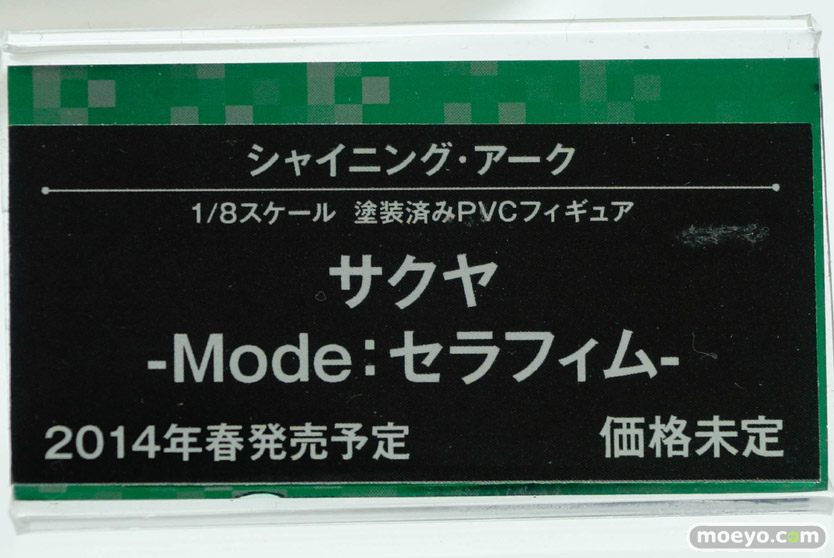 シャイニング・アーク
1/8スケール 塗装済みPVCフィギュア
サクヤ
-Mode：セラフィム-
2014年春発売予定 価格未定
moeyo.com